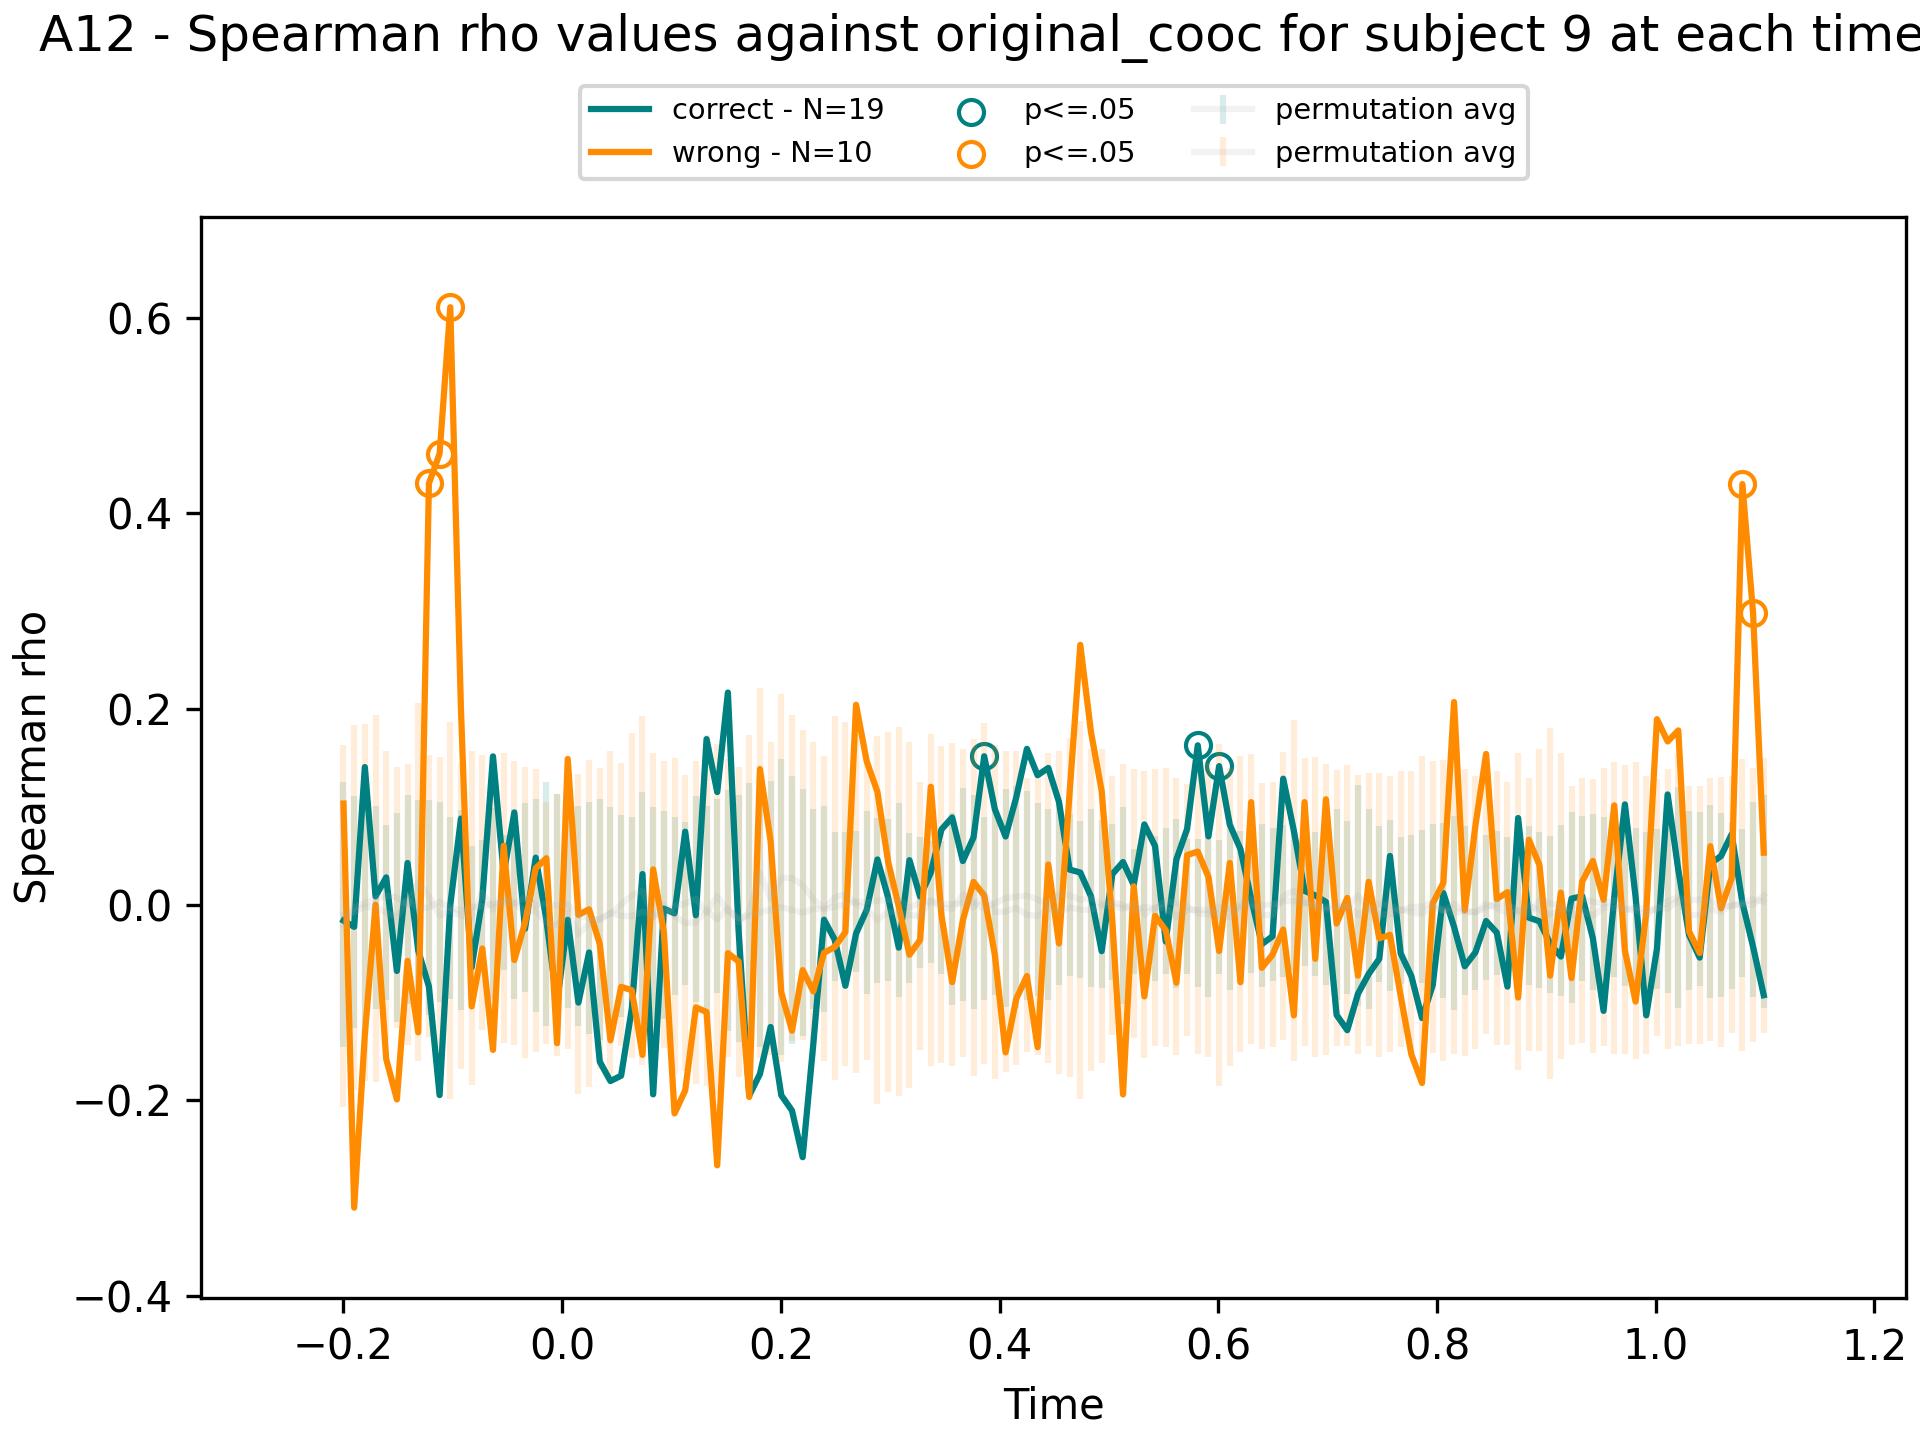 A12 - Spearman rho values against original_cooc for subject 9 at each time
correct - N=19
wrong - N=10
p<=.05
p<=.05
permutation avg
permutation avg
Spearman rho
0.6
0.4
0.2
0.0
−0.2
−0.4
−0.2 0.0 0.2 0.4 0.6 0.8 1.0 1.2
Time